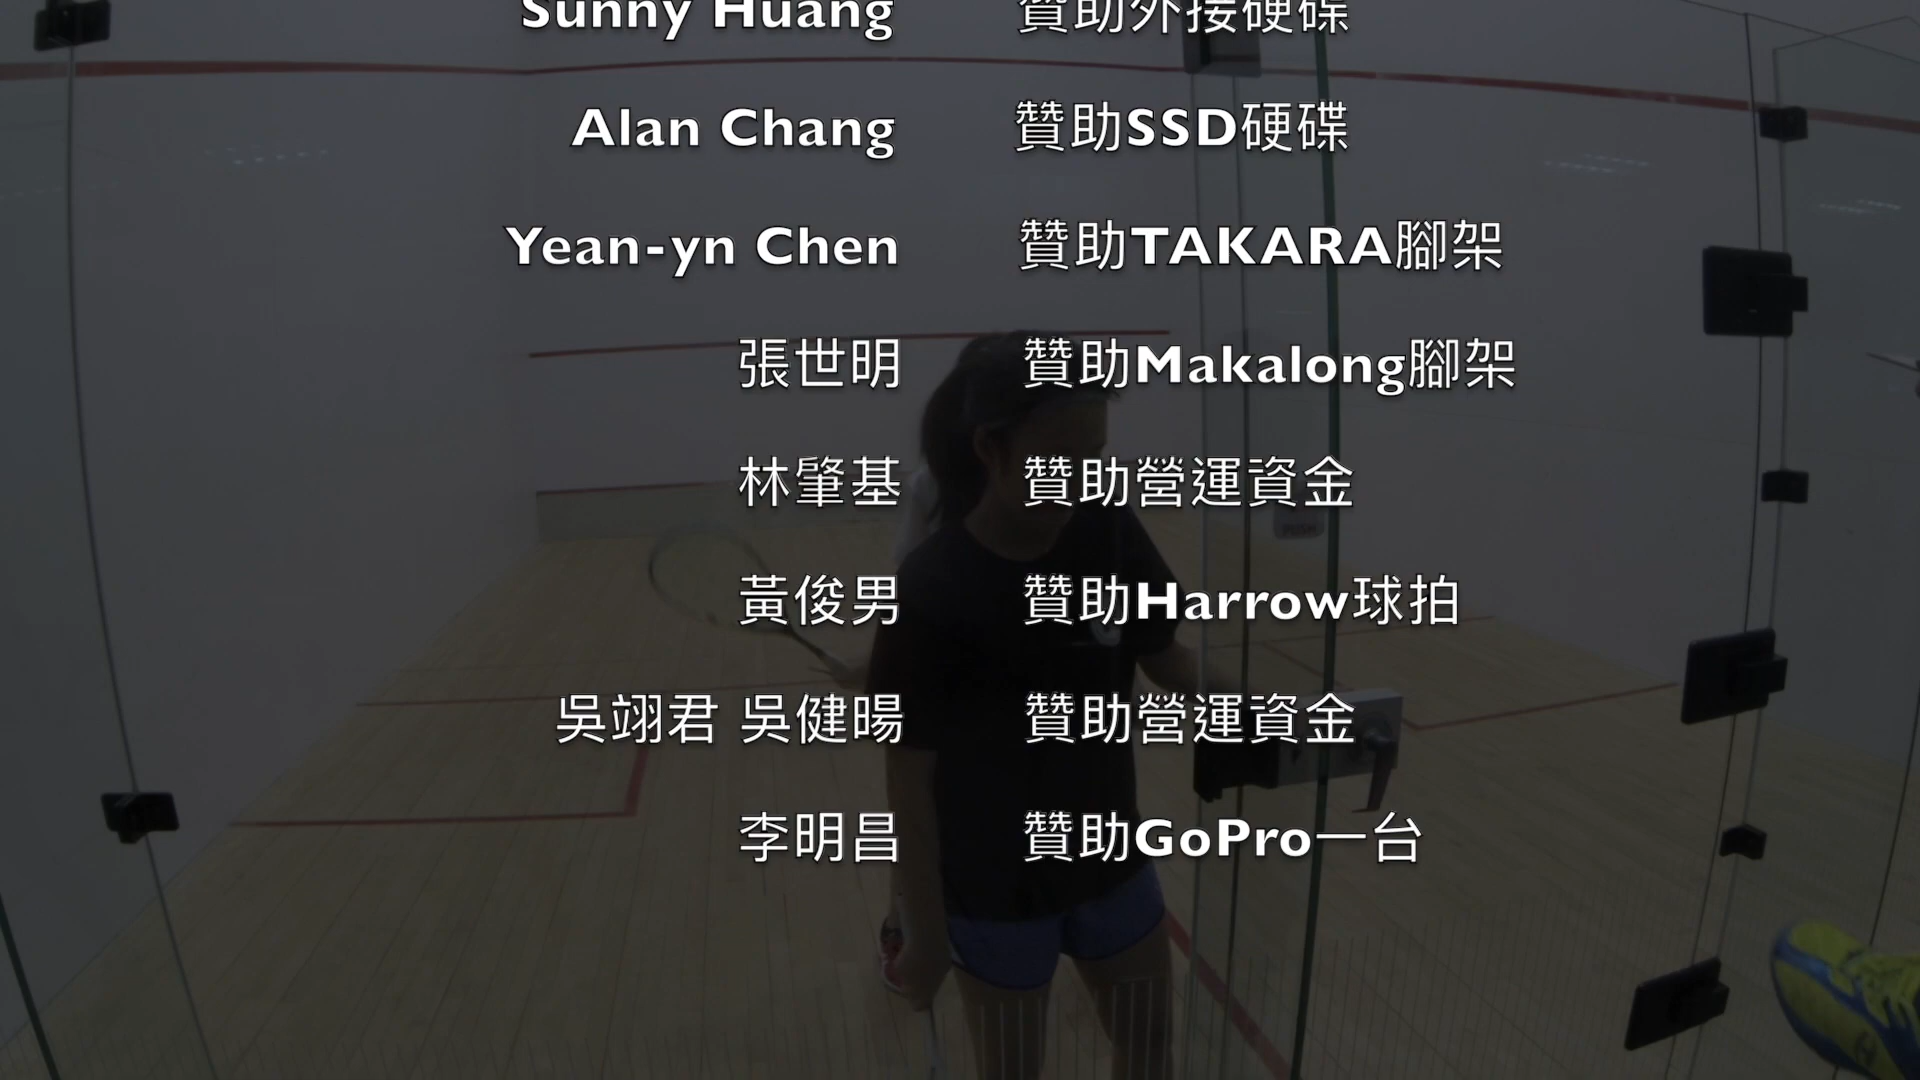 Sunny Huang 贊助外接硬碟
Alan Chang 贊助SSD硬碟
Yean-yn Chen 贊助TAKARA腳架
張世明 贊助Makalong腳架
林肇基 贊助營運資金
黃俊男 贊助Harrow球拍
吳翊君 吳健暘 贊助營運資金
李明昌 贊助GoPro一台
PUSH